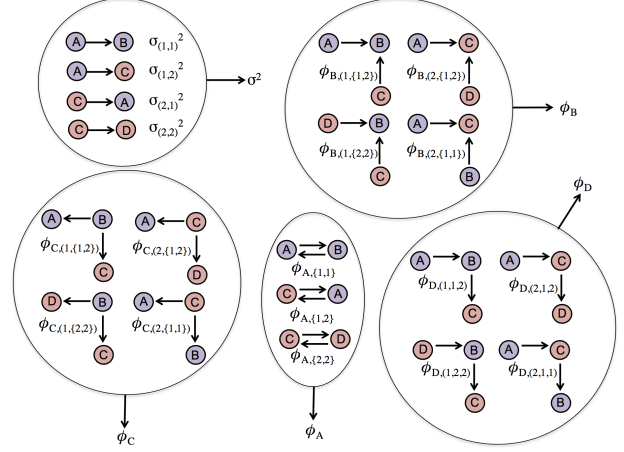 A B σ(1,1)²
A C σ(1,2)²
C A σ(2,1)²
C D σ(2,2)²
σ²
A B A C
ϕB,(1,{1,2}) ϕB,(2,{1,2})
C D
D B A C
ϕB,(1,{2,2}) ϕB,(2,{1,1})
C B
ϕB
A B A C
ϕC,(1,{1,2}) ϕC,(2,{1,2})
C D
D B A C
ϕC,(1{2,2}) ϕC,(2,{1,1})
C B
ϕC
A B
ϕA,{1,1}
C A
ϕA,{1,2}
C D
ϕA,{2,2}
ϕA
ϕD
A B A C
ϕD,(1,1,2) ϕD,(2,1,2)
C D
D B A C
ϕD,(1,2,2) ϕD,(2,1,1)
C B